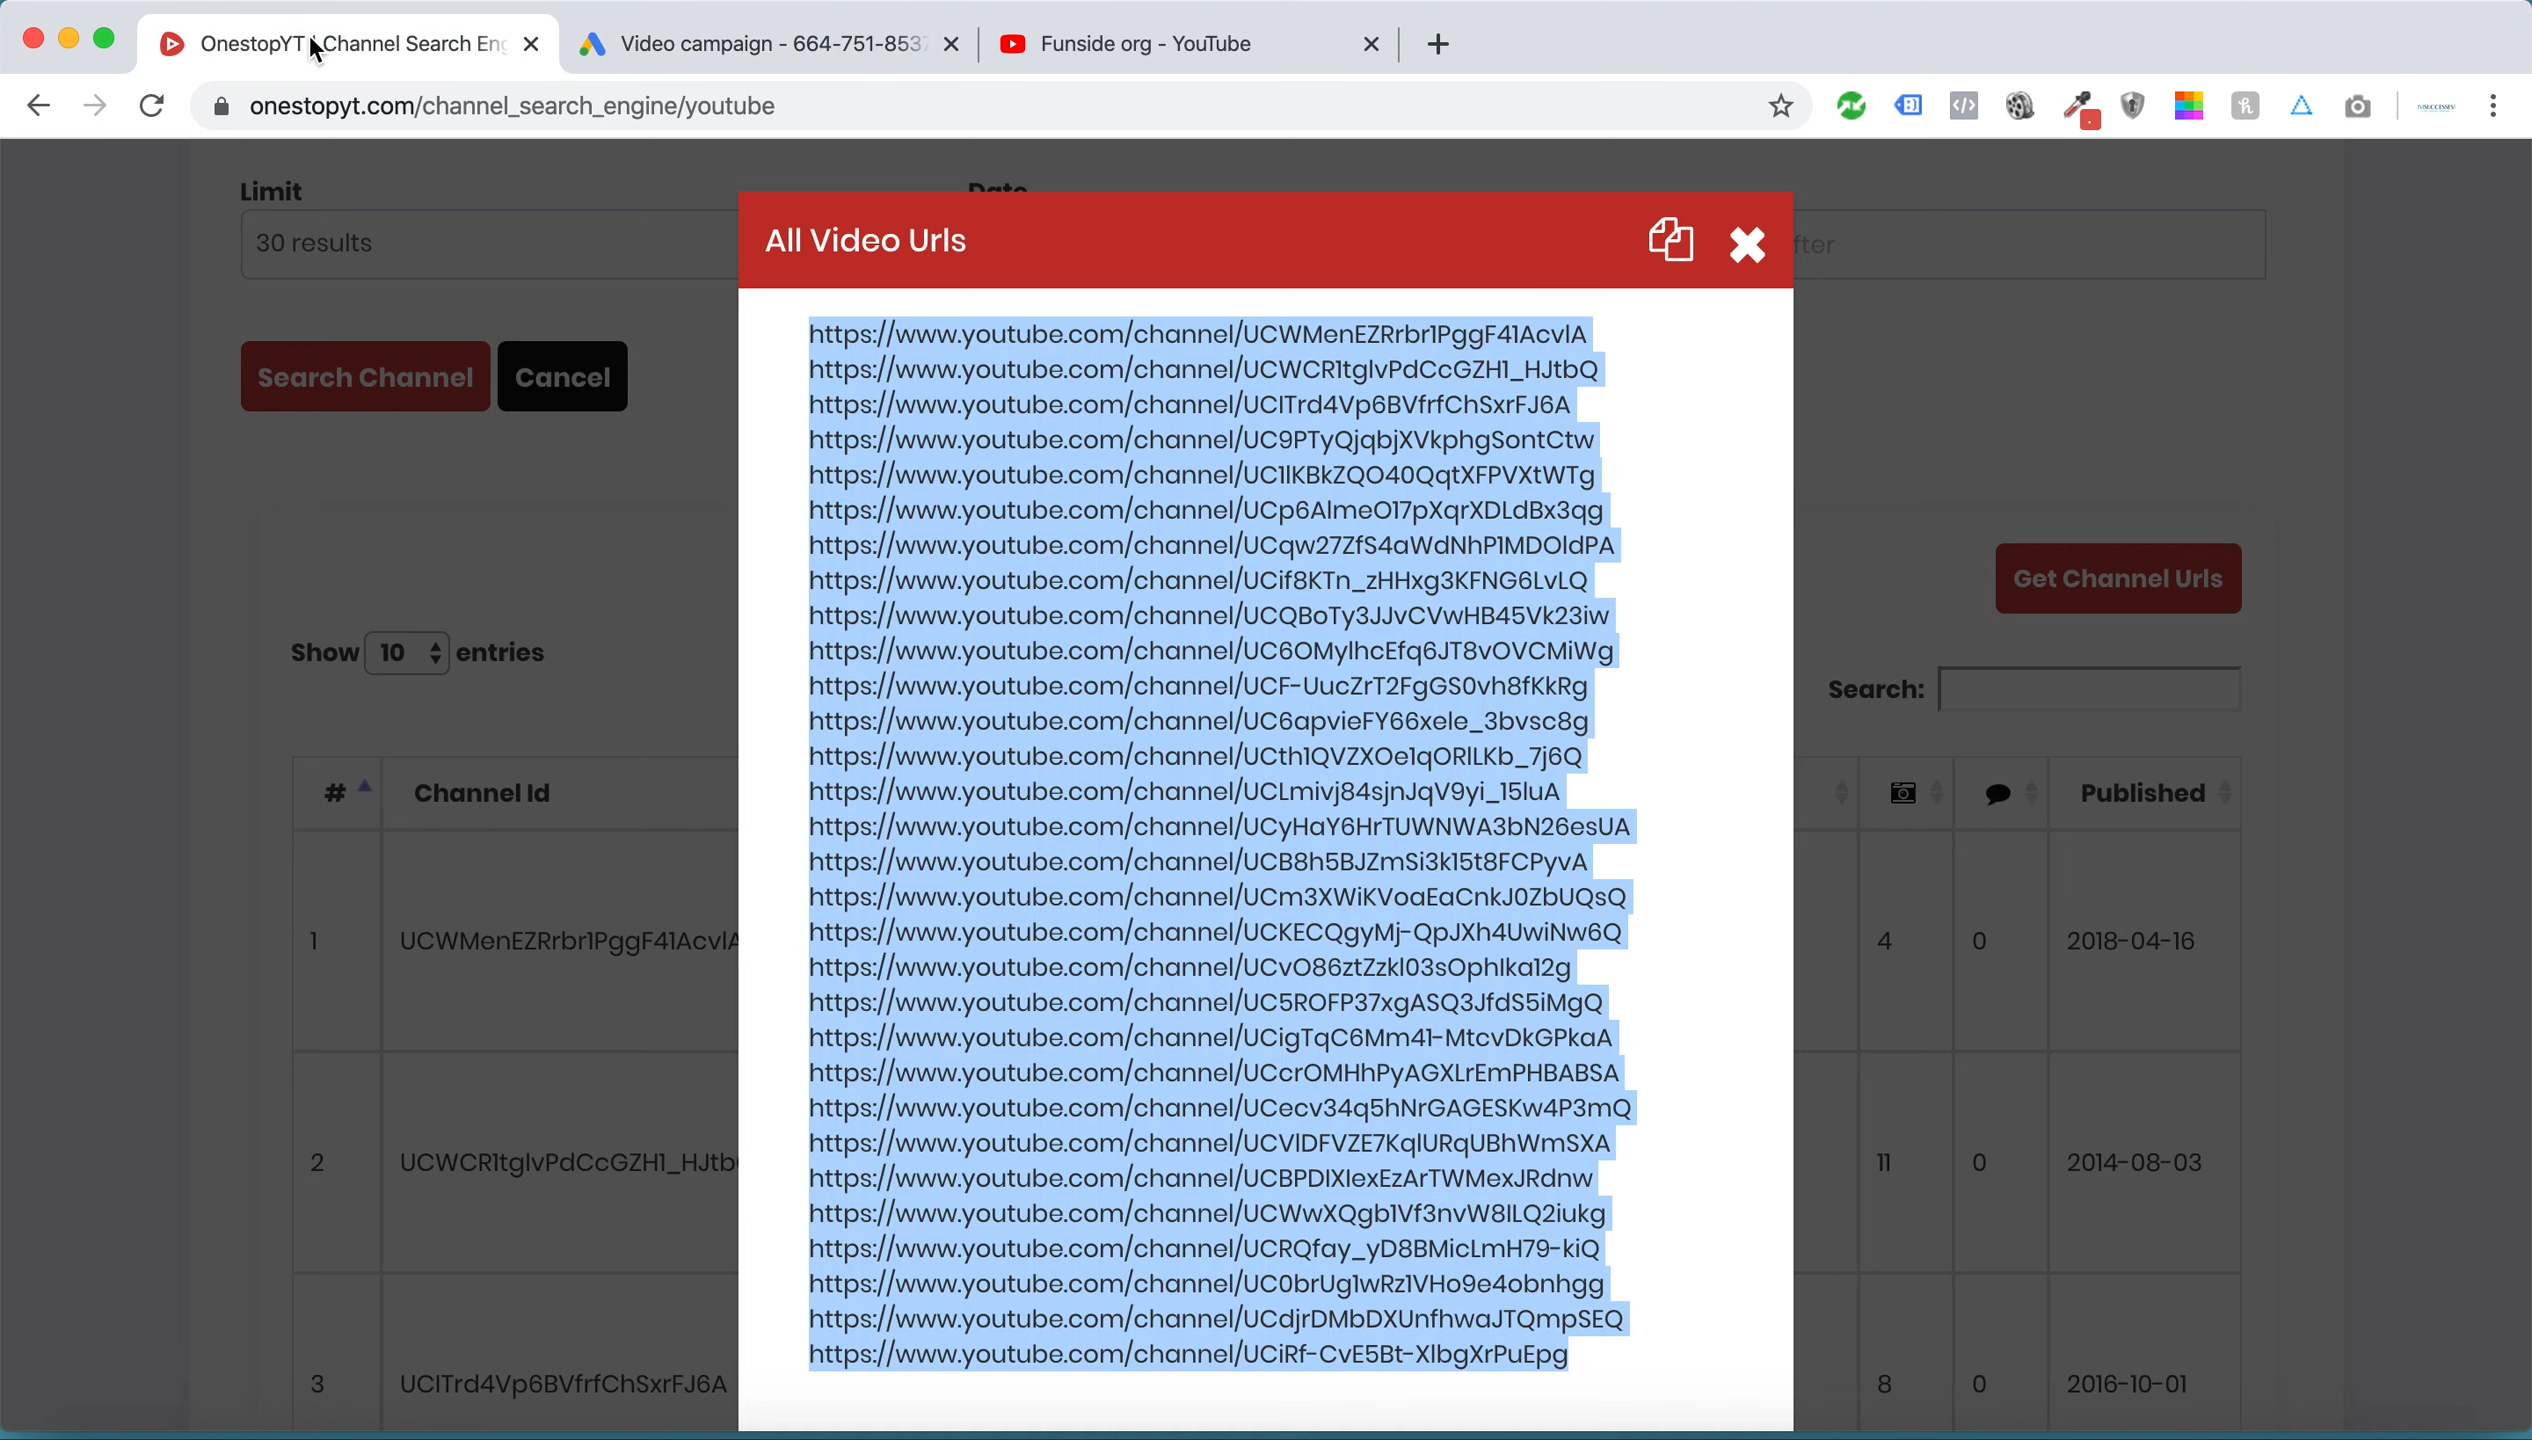 OnestopYT | Channel Search Eng
Video campaign - 664-751-8537
Funside org - YouTube
onestopyt.com/channel_search_engine/youtube
Limit
Date
30 results
fter
Search Channel
Cancel
All Video Urls
https://www.youtube.com/channel/UCWMenEZRrbr1PggF41AcvlA
https://www.youtube.com/channel/UCWCR1tglvPdCcGZH1_HJtbQ
https://www.youtube.com/channel/UCITrd4Vp6BVfrfChSxrFJ6A
https://www.youtube.com/channel/UC9PTyQjqbjXVkphgSontCtw
https://www.youtube.com/channel/UC1lKBkZQO40QqtXFPVXtWTg
https://www.youtube.com/channel/UCp6AlmeO17pXqrXDLdBx3qg
https://www.youtube.com/channel/UCqw27ZfS4aWdNhP1MDOldPA
https://www.youtube.com/channel/UCif8KTn_zHHxg3KFNG6LvLQ
https://www.youtube.com/channel/UCQBoTy3JJvCVwHB45Vk23iw
https://www.youtube.com/channel/UC6OMylhcEfq6JT8vOVCMiWg
https://www.youtube.com/channel/UCF-UucZrT2FgGS0vh8fKkRg
https://www.youtube.com/channel/UC6apvieFY66xele_3bvsc8g
https://www.youtube.com/channel/UCth1QVZXOe1qORlLKb_7j6Q
https://www.youtube.com/channel/UCLmivj84sjnJqV9yi_15luA
https://www.youtube.com/channel/UCyHaY6HrTUWNWA3bN26esUA
https://www.youtube.com/channel/UCB8h5BJZmSi3k15t8FCPyvA
https://www.youtube.com/channel/UCm3XWiKVoaEaCnkJ0ZbUQsQ
https://www.youtube.com/channel/UCKECQgyMj-QpJXh4UwiNw6Q
https://www.youtube.com/channel/UCvO86ztZzkl03sOphIka12g
https://www.youtube.com/channel/UC5ROFP37xgASQ3JfdS5iMgQ
https://www.youtube.com/channel/UCigTqC6Mm41-MtcvDkGPkaA
https://www.youtube.com/channel/UCcrOMHhPyAGXLrEmPHBABSA
https://www.youtube.com/channel/UCecv34q5hNrGAGESKw4P3mQ
https://www.youtube.com/channel/UCVlDFVZE7KqlURqUBhWmSXA
https://www.youtube.com/channel/UCBPDIXIexEzArTWMexJRdnw
https://www.youtube.com/channel/UCWwXQgb1Vf3nvW8ILQ2iukg
https://www.youtube.com/channel/UCRQfay_yD8BMicLmH79-kiQ
https://www.youtube.com/channel/UC0brUg1wRz1VHo9e4obnhgg
https://www.youtube.com/channel/UCdjrDMbDXUnfhwaJTQmpSEQ
https://www.youtube.com/channel/UCiRf-CvE5Bt-XlbgXrPuEpg
Get Channel Urls
Show 10 entries
Search:
# Channel Id Published
1 UCWMenEZRrbr1PggF41AcvlA 4 0 2018-04-16
2 UCWCR1tglvPdCcGZH1_HJtb 11 0 2014-08-03
3 UCITrd4Vp6BVfrfChSxrFJ6A 8 0 2016-10-01